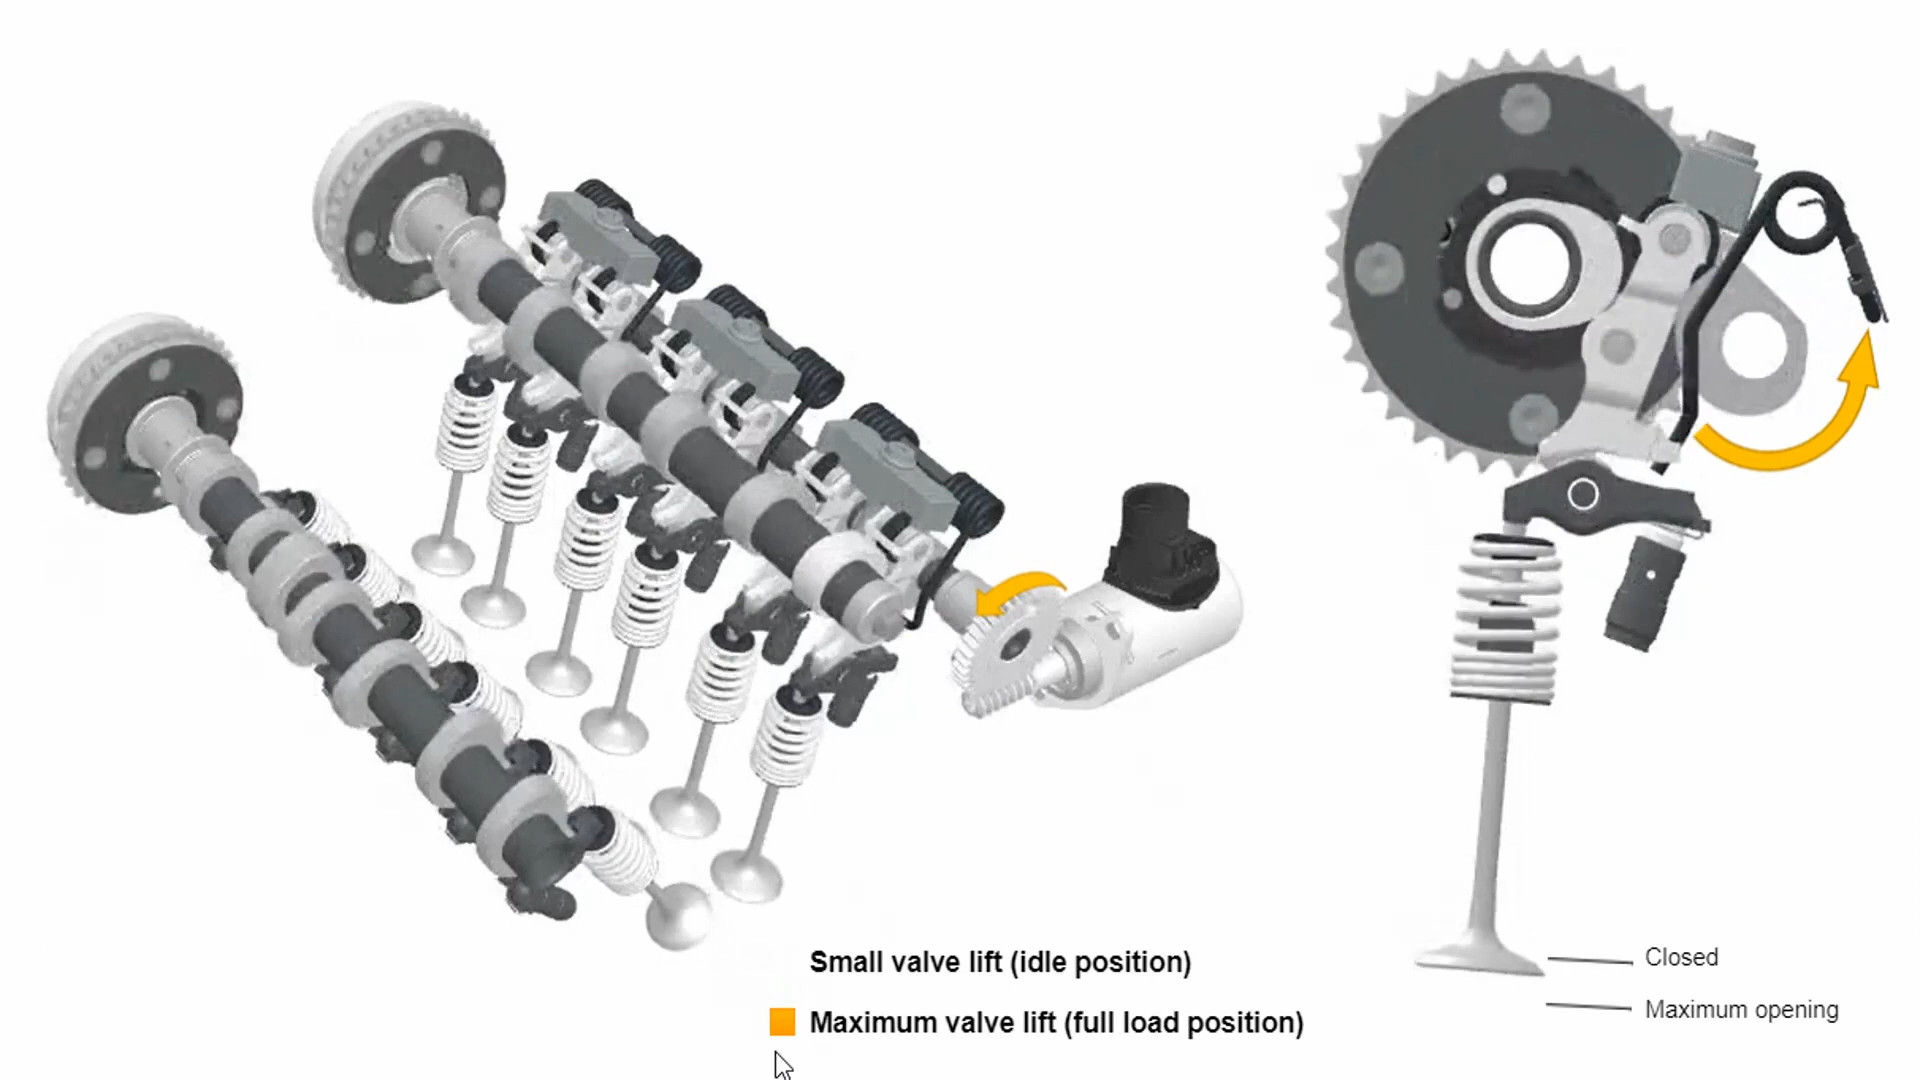 Small valve lift (idle position)
Maximum valve lift (full load position)
Closed
Maximum opening